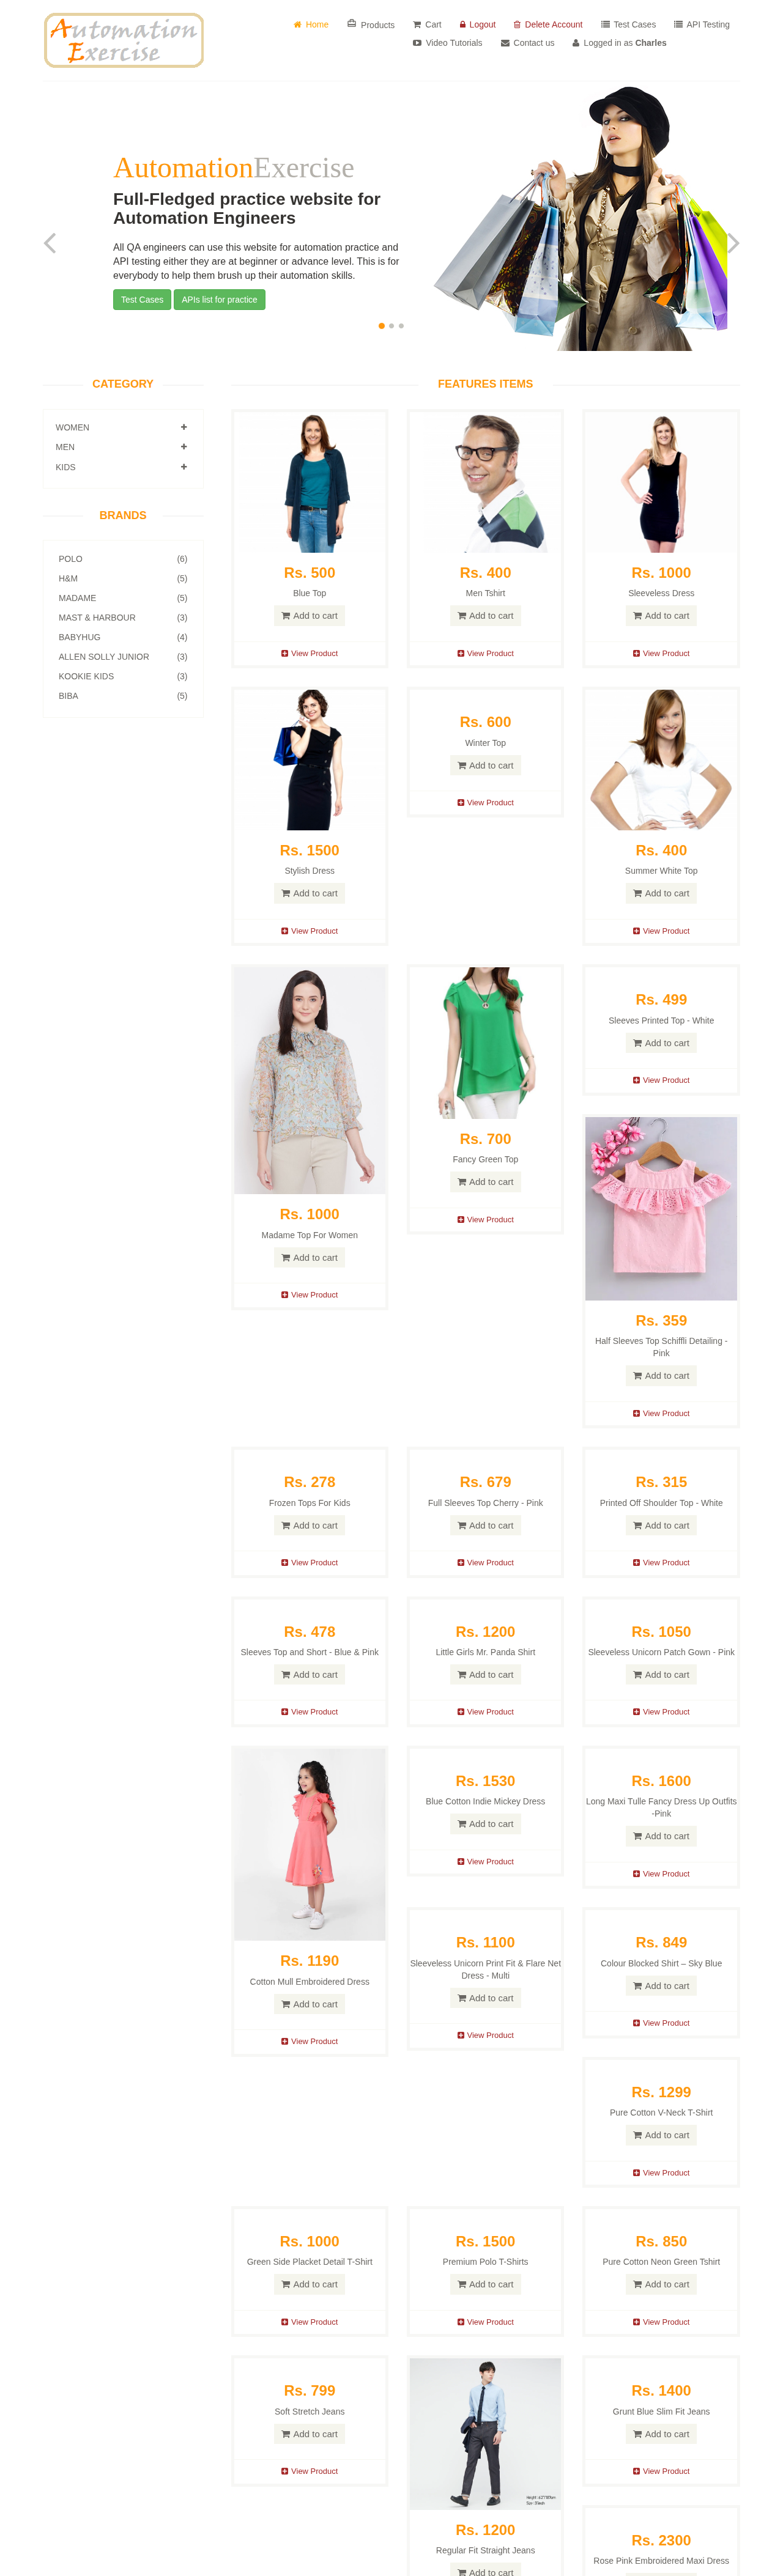 Automation
Exercise
Home
Products
Cart
Logout
Delete Account
Test Cases
API Testing
Video Tutorials
Contact us
Logged in as Charles
AutomationExercise
Full-Fledged practice website for
Automation Engineers
All QA engineers can use this website for automation practice and
API testing either they are at beginner or advance level. This is for
everybody to help them brush up their automation skills.
Test Cases
APIs list for practice
CATEGORY
WOMEN
MEN
KIDS
BRANDS
POLO (6)
H&M (5)
MADAME (5)
MAST & HARBOUR (3)
BABYHUG (4)
ALLEN SOLLY JUNIOR (3)
KOOKIE KIDS (3)
BIBA (5)
FEATURES ITEMS
Rs. 500
Blue Top
Add to cart
View Product
Rs. 400
Men Tshirt
Add to cart
View Product
Rs. 1000
Sleeveless Dress
Add to cart
View Product
Rs. 1500
Stylish Dress
Add to cart
View Product
Rs. 600
Winter Top
Add to cart
View Product
Rs. 400
Summer White Top
Add to cart
View Product
Rs. 1000
Madame Top For Women
Add to cart
View Product
Rs. 700
Fancy Green Top
Add to cart
View Product
Rs. 499
Sleeves Printed Top - White
Add to cart
View Product
Rs. 359
Half Sleeves Top Schiffli Detailing -
Pink
Add to cart
View Product
Rs. 278
Frozen Tops For Kids
Add to cart
View Product
Rs. 679
Full Sleeves Top Cherry - Pink
Add to cart
View Product
Rs. 315
Printed Off Shoulder Top - White
Add to cart
View Product
Rs. 478
Sleeves Top and Short - Blue & Pink
Add to cart
View Product
Rs. 1200
Little Girls Mr. Panda Shirt
Add to cart
View Product
Rs. 1050
Sleeveless Unicorn Patch Gown - Pink
Add to cart
View Product
Rs. 1190
Cotton Mull Embroidered Dress
Add to cart
View Product
Rs. 1530
Blue Cotton Indie Mickey Dress
Add to cart
View Product
Rs. 1600
Long Maxi Tulle Fancy Dress Up Outfits
-Pink
Add to cart
View Product
Rs. 1100
Sleeveless Unicorn Print Fit & Flare Net
Dress - Multi
Add to cart
View Product
Rs. 849
Colour Blocked Shirt – Sky Blue
Add to cart
View Product
Rs. 1299
Pure Cotton V-Neck T-Shirt
Add to cart
View Product
Rs. 1000
Green Side Placket Detail T-Shirt
Add to cart
View Product
Rs. 1500
Premium Polo T-Shirts
Add to cart
View Product
Rs. 850
Pure Cotton Neon Green Tshirt
Add to cart
View Product
Rs. 799
Soft Stretch Jeans
Add to cart
View Product
Rs. 1200
Regular Fit Straight Jeans
Add to cart
Rs. 1400
Grunt Blue Slim Fit Jeans
Add to cart
View Product
Rs. 2300
Rose Pink Embroidered Maxi Dress